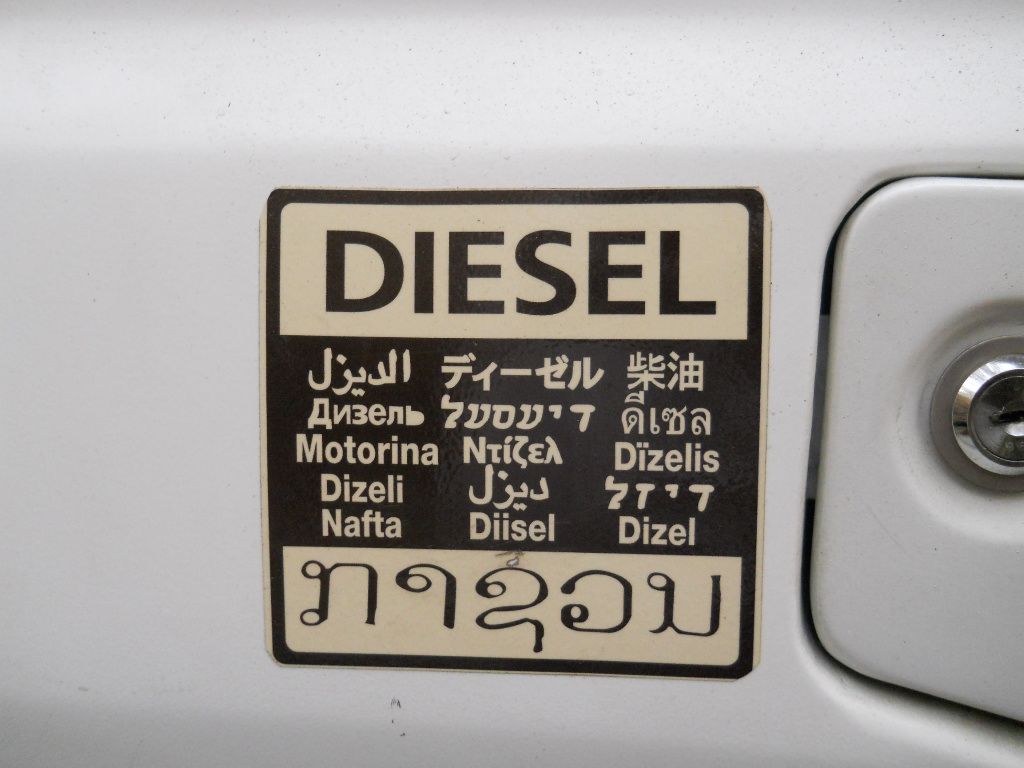 DIESEL
الديزل ディーゼル 柴油
Дизель דיעסעל ดีเซล
Motorina Ντίζελ Dïzelis
Dizeli ديزل דיזל
Nafta Diisel Dizel
ກາຊວນ